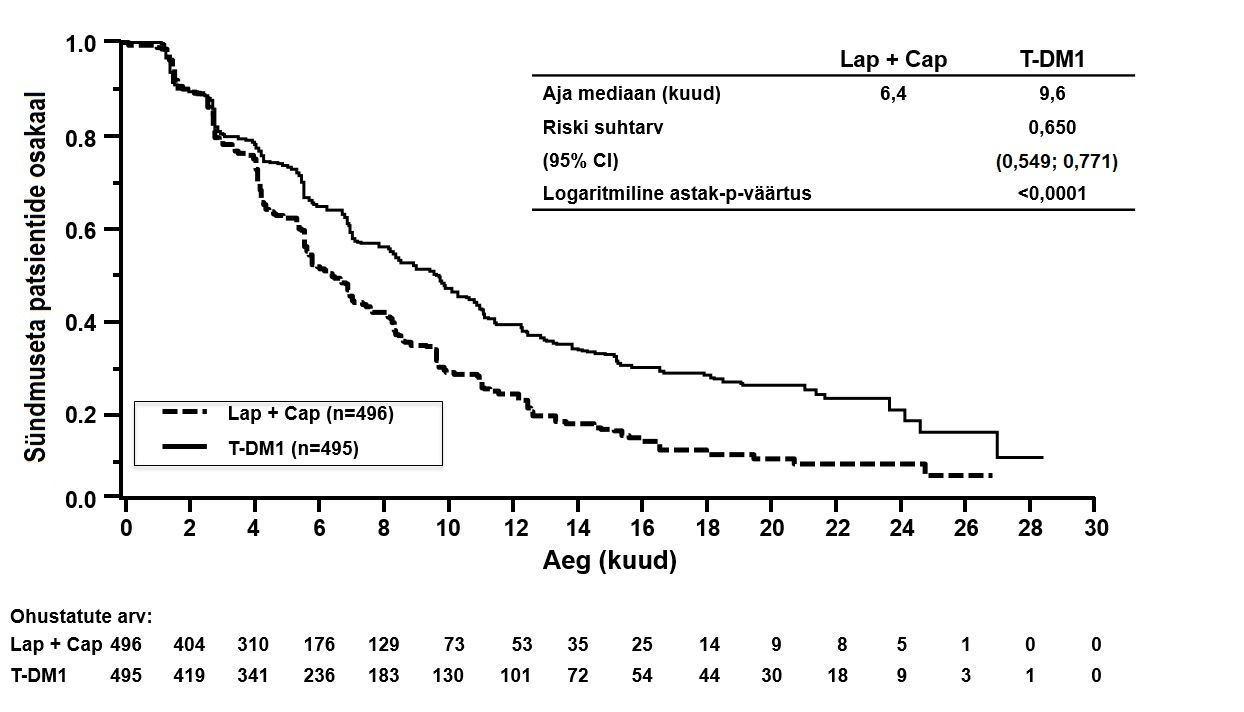 Lap + Cap T-DM1
Aja mediaan (kuud) 6,4 9,6
Riski suhtarv 0,650
(95% CI) (0,549; 0,771)
Logaritmiline astak-p-väärtus <0,0001
Sündmuseta patsientide osakaal
1.0
0.8
0.6
0.4
0.2
0.0
Lap + Cap (n=496)
T-DM1 (n=495)
0 2 4 6 8 10 12 14 16 18 20 22 24 26 28 30
Aeg (kuud)
Ohustatute arv:
Lap + Cap 496 404 310 176 129 73 53 35 25 14 9 8 5 1 0 0
T-DM1 495 419 341 236 183 130 101 72 54 44 30 18 9 3 1 0